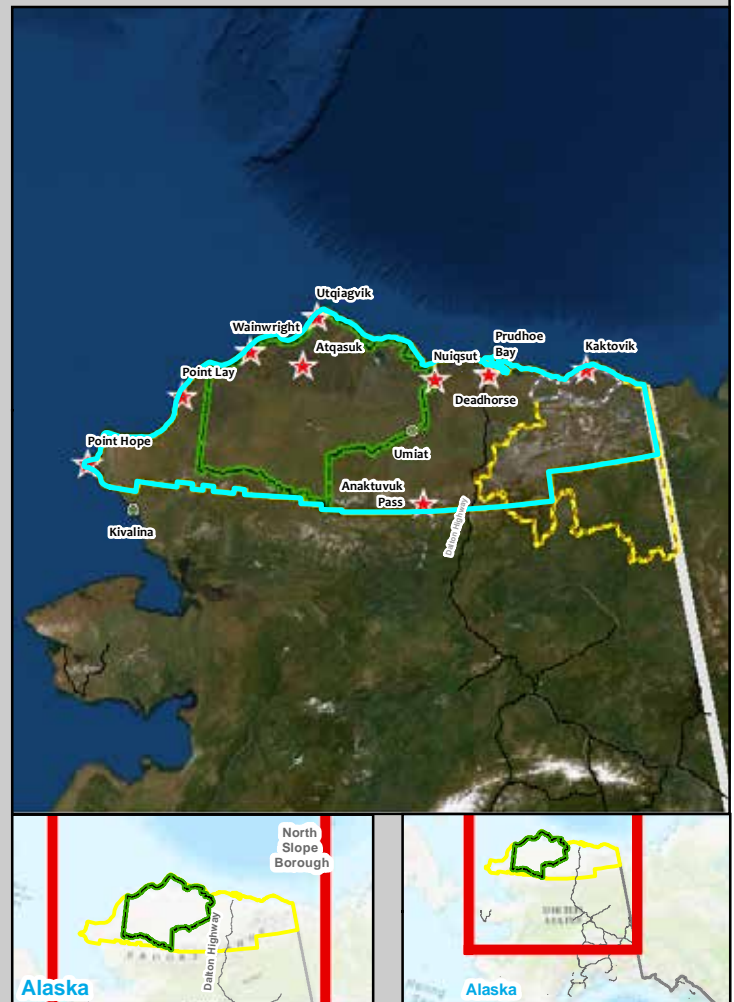 Utqiagvik
Wainwright
Atqasuk
Prudhoe
Bay
Kaktovik
Nuiqsut
Point Lay
Deadhorse
Point Hope
Umiat
Anaktuvuk
Pass
Kivalina
Dalton Highway
North
Slope
Borough
Dalton Highway
Alaska
Alaska